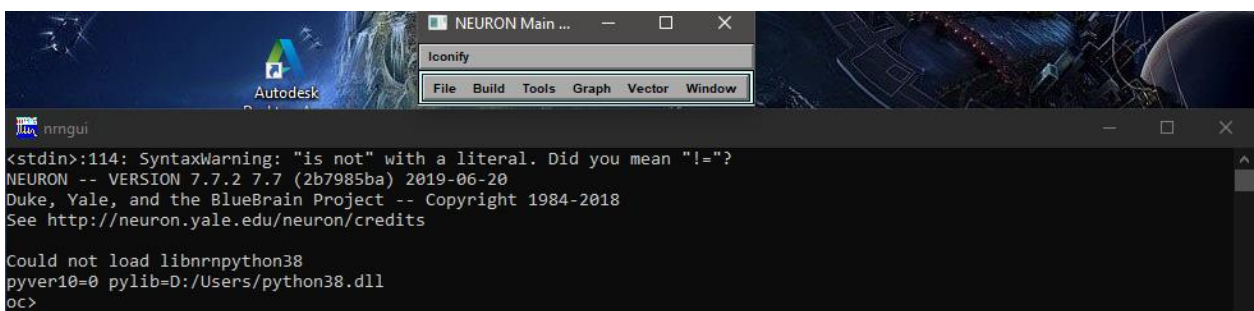 NEURON Main ...
Iconify
File Build Tools Graph Vector Window
Autodesk
nrngui
<stdin>:114: SyntaxWarning: "is not" with a literal. Did you mean "!="?
NEURON -- VERSION 7.7.2 7.7 (2b7985ba) 2019-06-20
Duke, Yale, and the BlueBrain Project -- Copyright 1984-2018
See http://neuron.yale.edu/neuron/credits
Could not load libnrnpython38
pyver10=0 pylib=D:/Users/python38.dll
oc>